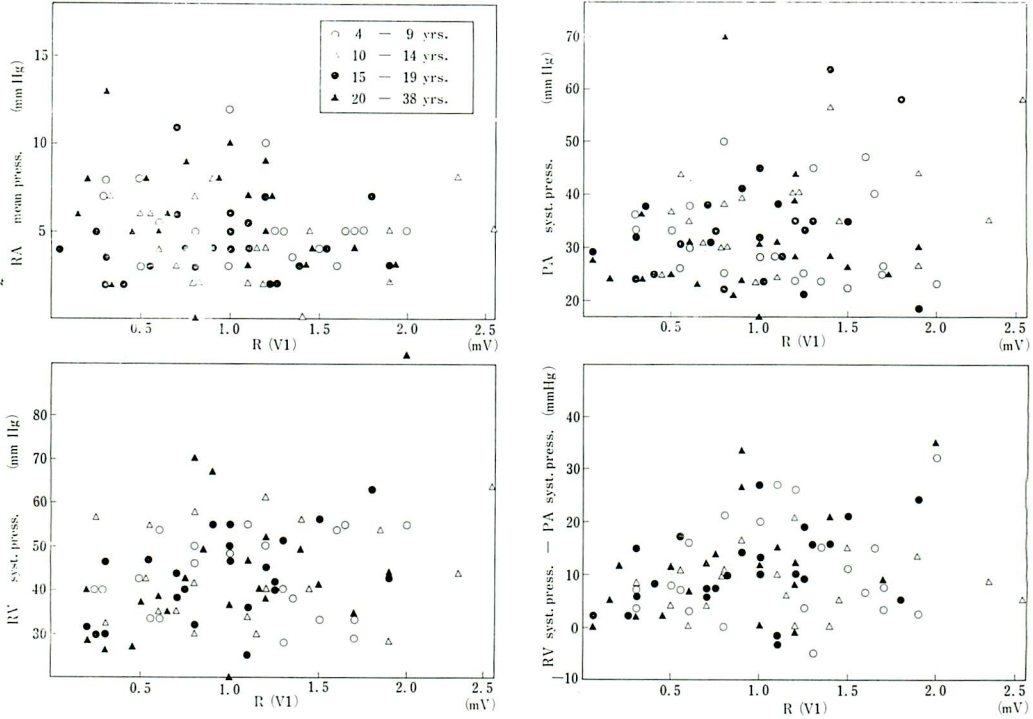 RA mean press. (mm Hg)
15
10
5
0.5 1.0 1.5 2.0 2.5
R (V1) (mV)
4 — 9 yrs.
10 — 14 yrs.
15 — 19 yrs.
20 — 38 yrs.
PA syst. press. (mm Hg)
70
60
50
40
30
20
0.5 1.0 1.5 2.0 2.5
R (V1) (mV)
RV syst. press. (mm Hg)
80
70
60
50
40
30
0.5 1.0 1.5 2.0 2.5
R (V1) (mV)
RV syst. press. — PA syst. press. (mmHg)
40
30
20
10
0
−10
0.5 1.0 1.5 2.0 2.5
R (V1) (mV)